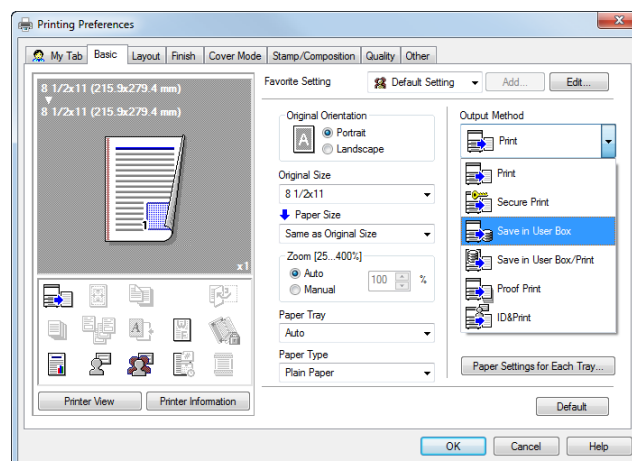 Printing Preferences
My Tab Basic Layout Finish Cover Mode Stamp/Composition Quality Other
8 1/2x11 (215.9x279.4 mm)
8 1/2x11 (215.9x279.4 mm)
1
x1
Printer View Printer Information
Favorite Setting Default Setting Add... Edit...
Original Orientation
A
Portrait
Landscape
Original Size
8 1/2x11
Paper Size
Same as Original Size
Zoom [25...400%]
Auto
Manual
100 %
Paper Tray
Auto
Paper Type
Plain Paper
Output Method
Print
Print
Secure Print
Save in User Box
Save in User Box/Print
Proof Print
ID&Print
Paper Settings for Each Tray...
Default
OK Cancel Help